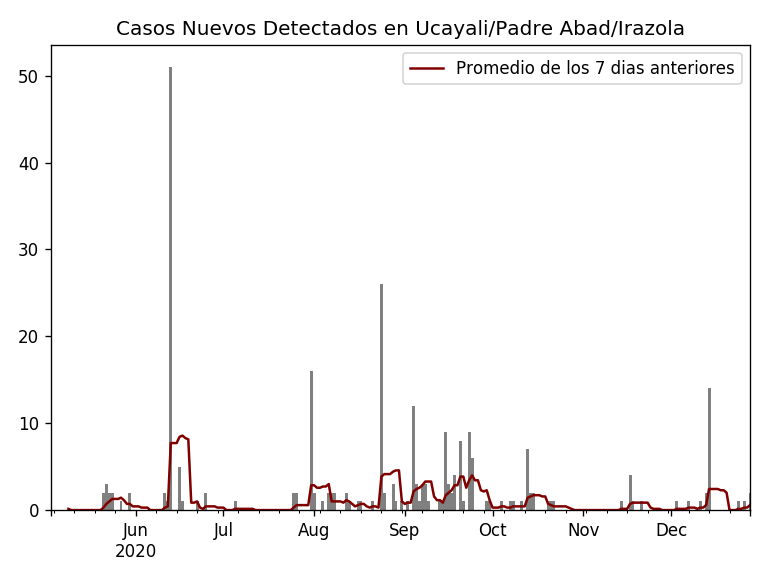 Casos Nuevos Detectados en Ucayali/Padre Abad/Irazola
Promedio de los 7 dias anteriores
50
40
30
20
10
0
Jun Jul Aug Sep Oct Nov Dec
2020